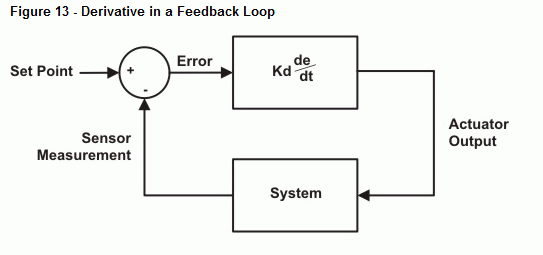 Figure 13 - Derivative in a Feedback Loop
Set Point
+
-
Error
Kd de/dt
Actuator
Output
Sensor
Measurement
System